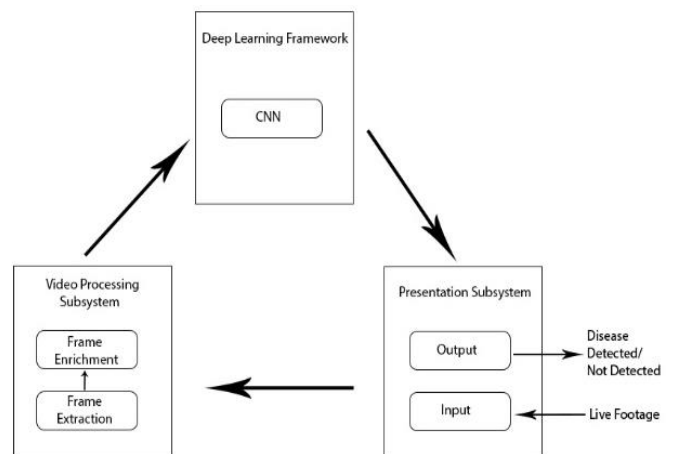 Deep Learning Framework
CNN
Video Processing
Subsystem
Frame
Enrichment
Frame
Extraction
Presentation Subsystem
Output
Disease
Detected/
Not Detected
Input
Live Footage